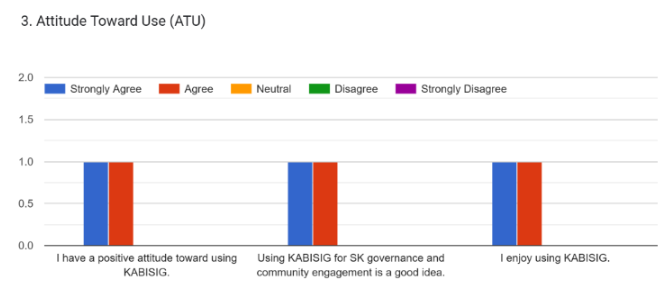 3. Attitude Toward Use (ATU)
2.0
Strongly Agree Agree Neutral Disagree Strongly Disagree
1.5
1.0
0.5
0.0
I have a positive attitude toward using
KABISIG.
Using KABISIG for SK governance and
community engagement is a good idea.
I enjoy using KABISIG.